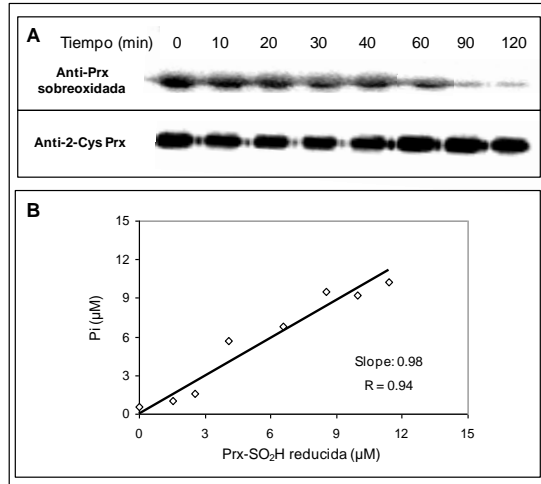 A
Tiempo (min) 0 10 20 30 40 60 90 120
Anti-Prx
sobreoxidada
Anti-2-Cys Prx
B
15
12
9
6
3
0
Pi (µM)
Slope: 0.98
R = 0.94
0 3 6 9 12 15
Prx-SO₂H reducida (µM)